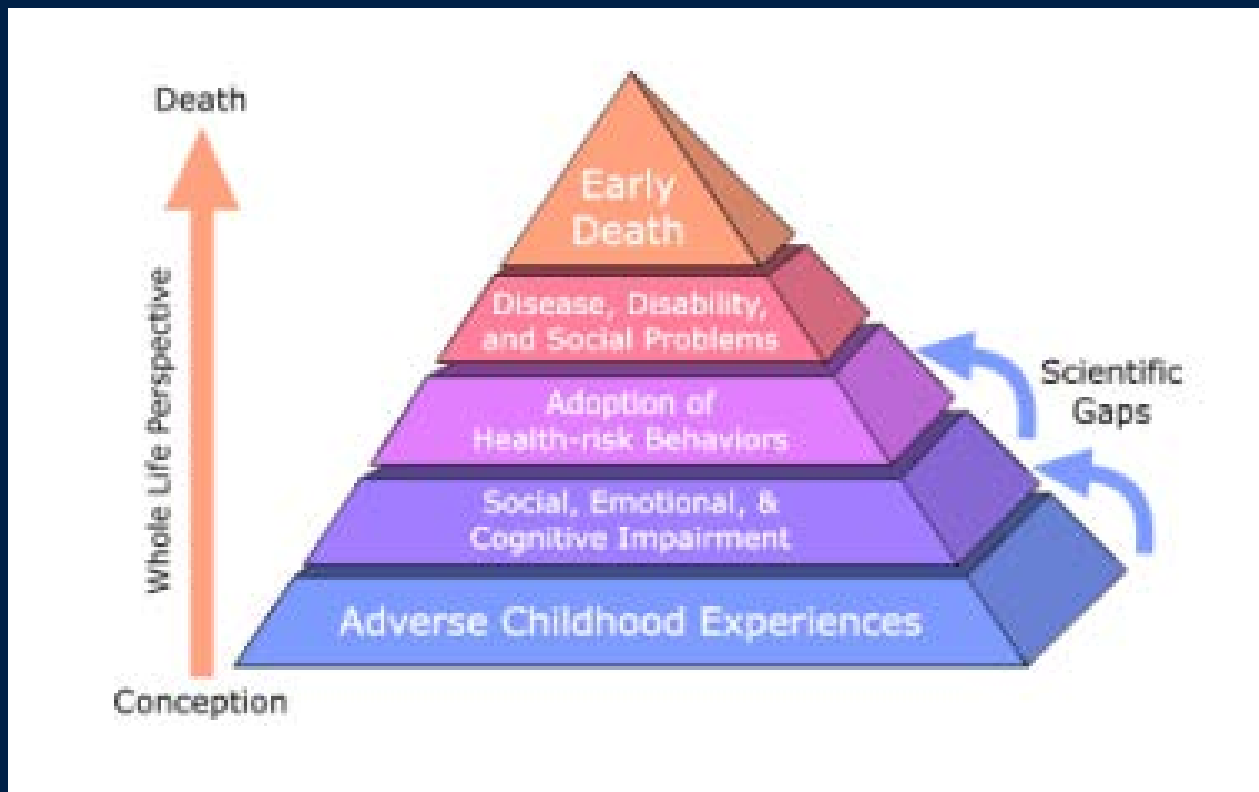 Death
Whole Life Perspective
Conception
Early
Death
Disease, Disability,
and Social Problems
Adoption of
Health-risk Behaviors
Social, Emotional, &
Cognitive Impairment
Adverse Childhood Experiences
Scientific
Gaps